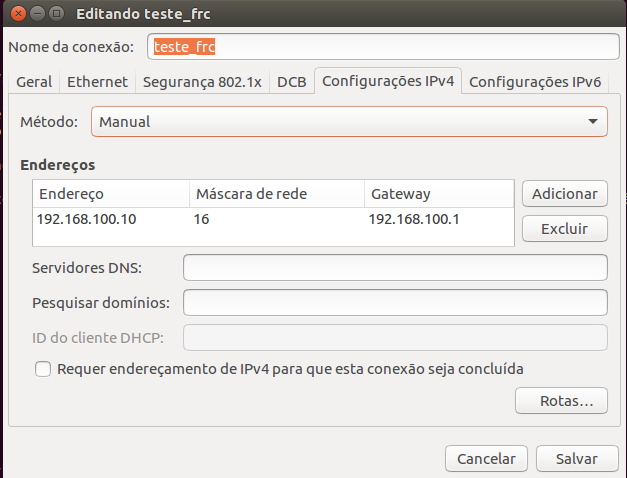 Editando teste_frc
Nome da conexão: teste_frc
Geral Ethernet Segurança 802.1x DCB Configurações IPv4 Configurações IPv6
Método: Manual
Endereços
Endereço Máscara de rede Gateway Adicionar
192.168.100.10 16 192.168.100.1
Excluir
Servidores DNS:
Pesquisar domínios:
ID do cliente DHCP:
Requer endereçamento de IPv4 para que esta conexão seja concluída
Rotas...
Cancelar Salvar